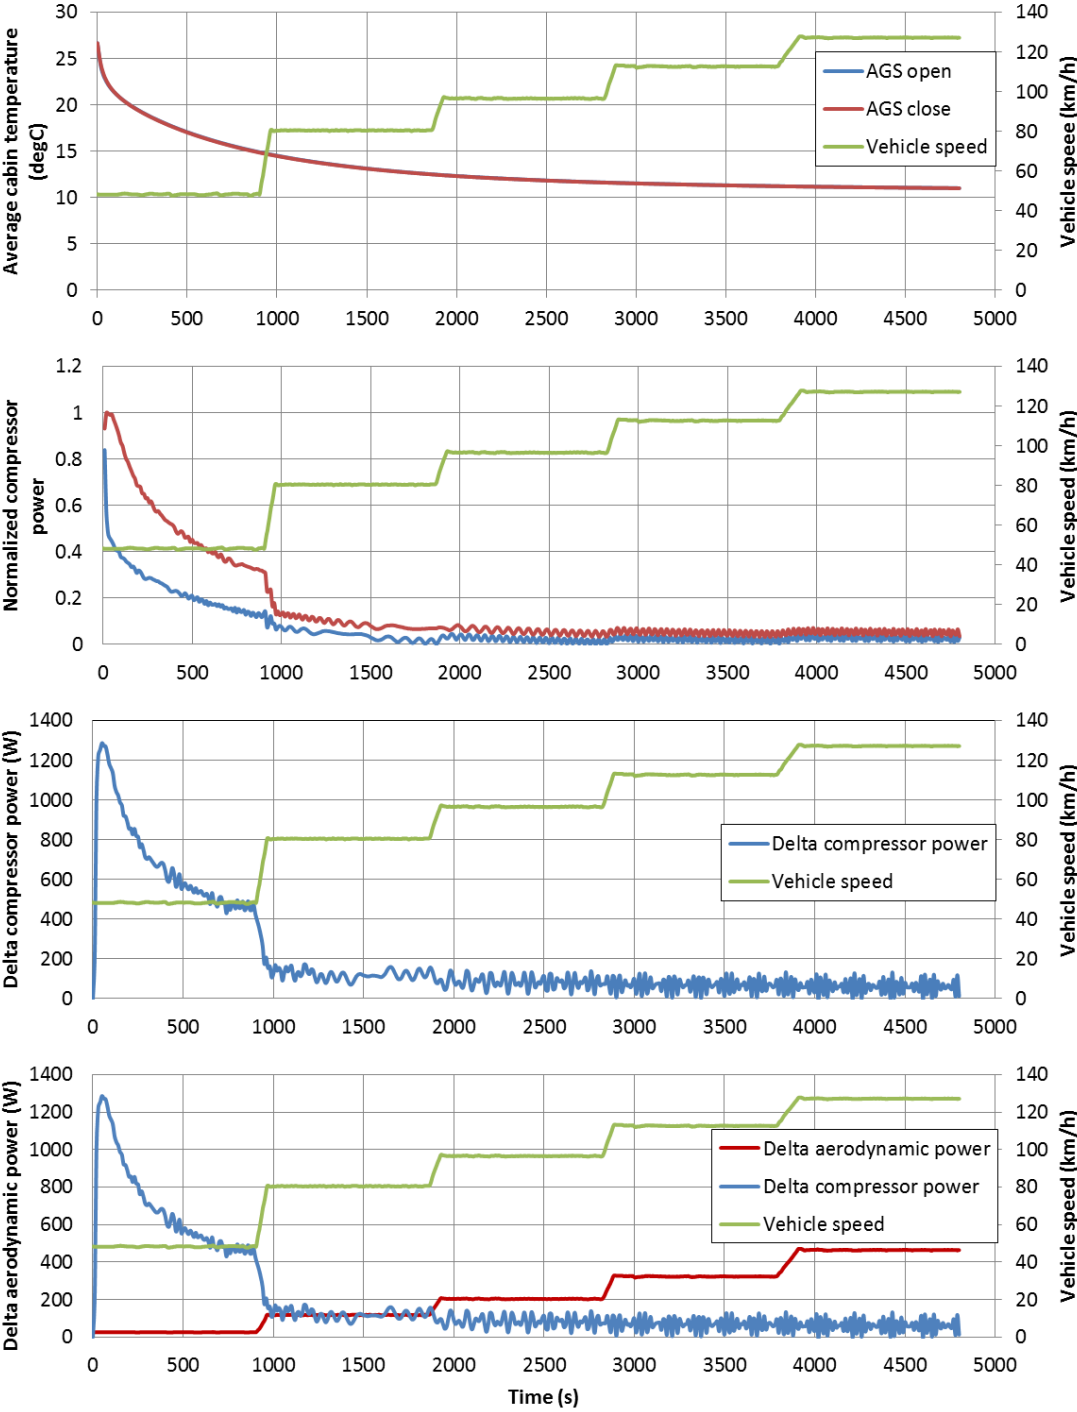 Average cabin temperature
(degC)
30
25
20
15
10
5
0
140
120
100
80
60
40
20
0
Vehicle speeed (km/h)
AGS open
AGS close
Vehicle speed
0 500 1000 1500 2000 2500 3000 3500 4000 4500 5000
Normalized compressor
power
1.2
1
0.8
0.6
0.4
0.2
0
140
120
100
80
60
40
20
0
Vehicle speed (km/h)
0 500 1000 1500 2000 2500 3000 3500 4000 4500 5000
Delta compressor power (W)
1400
1200
1000
800
600
400
200
0
140
120
100
80
60
40
20
0
Vehicle speed (km/h)
Delta compressor power
Vehicle speed
0 500 1000 1500 2000 2500 3000 3500 4000 4500 5000
Delta aerodynamic power (W)
1400
1200
1000
800
600
400
200
0
140
120
100
80
60
40
20
0
Vehicle speed (km/h)
Delta aerodynamic power
Delta compressor power
Vehicle speed
0 500 1000 1500 2000 2500 3000 3500 4000 4500 5000
Time (s)